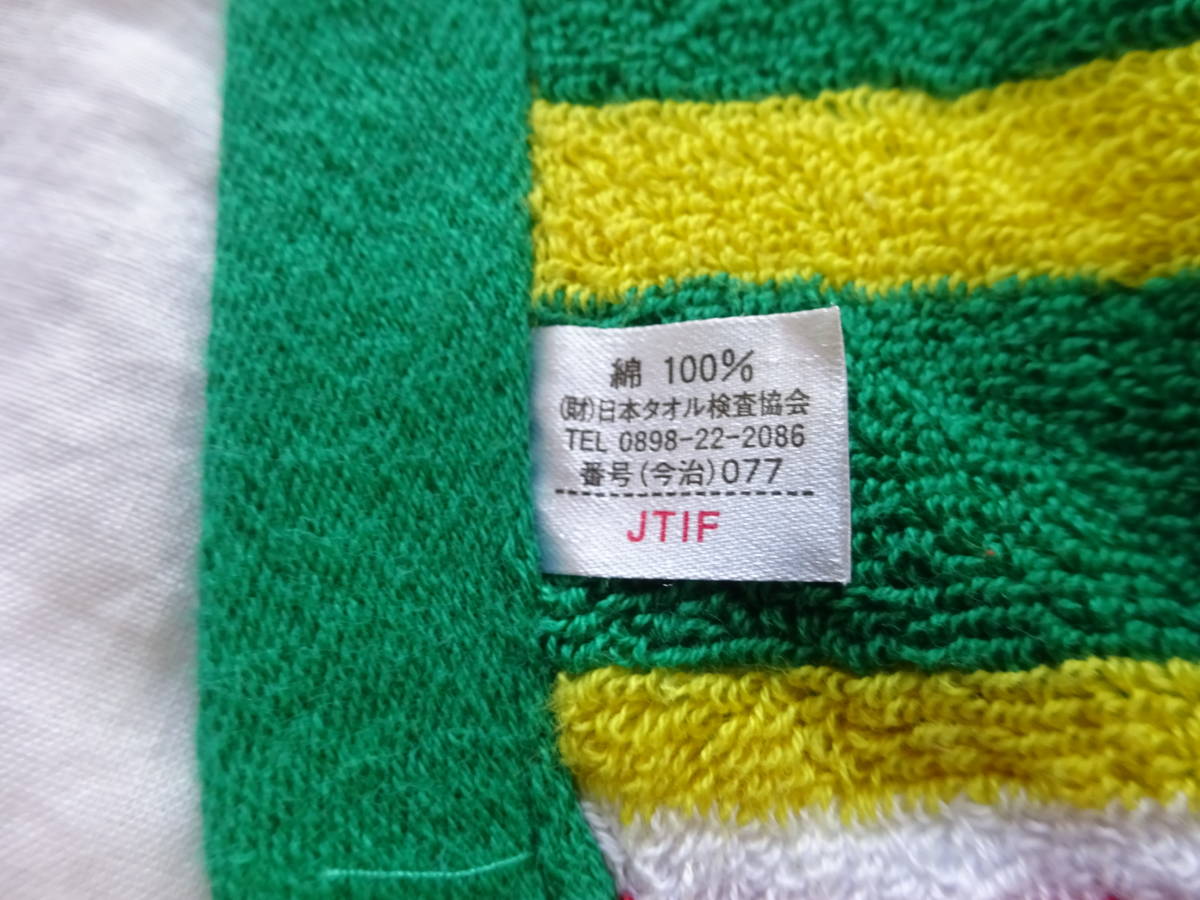 綿 100%
(財)日本タオル検査協会
TEL 0898-22-2086
番号(今治)077
JTIF